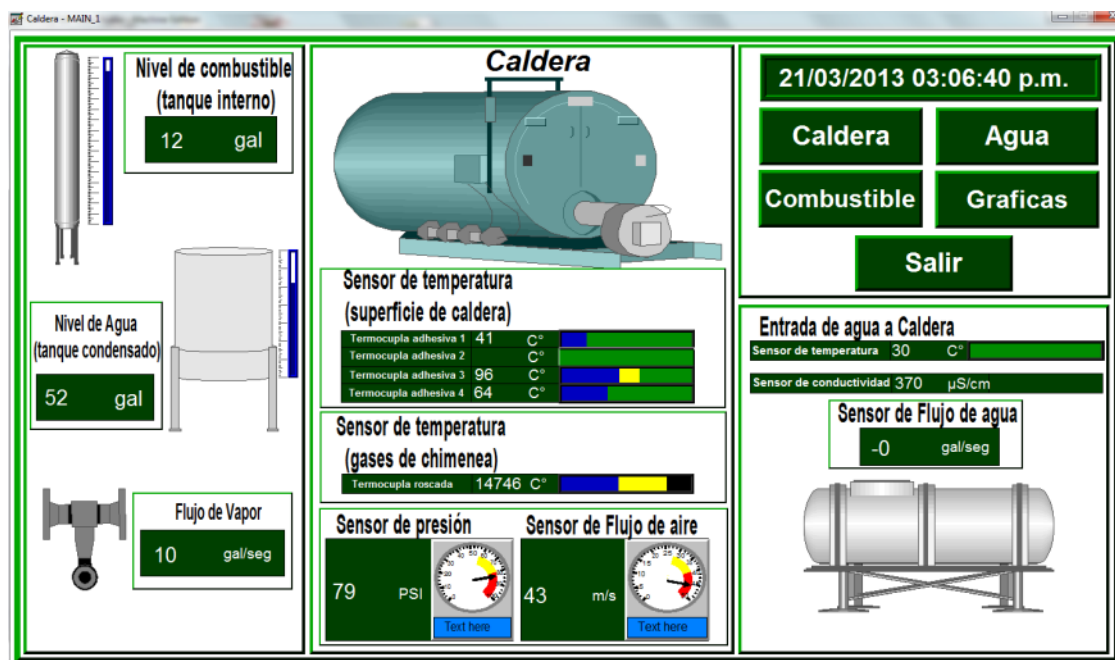 Caldera - MAIN_1
Nivel de combustible
(tanque interno)
12 gal
Nivel de Agua
(tanque condensado)
52 gal
Flujo de Vapor
10 gal/seg
Caldera
Sensor de temperatura
(superficie de caldera)
Termocupla adhesiva 1 41 C°
Termocupla adhesiva 2 C°
Termocupla adhesiva 3 96 C°
Termocupla adhesiva 4 64 C°
Sensor de temperatura
(gases de chimenea)
Termocupla roscada 14746 C°
Sensor de presión
79 PSI
Text here
Sensor de Flujo de aire
43 m/s
Text here
21/03/2013 03:06:40 p.m.
Caldera Agua
Combustible Graficas
Salir
Entrada de agua a Caldera
Sensor de temperatura 30 C°
Sensor de conductividad 370 µS/cm
Sensor de Flujo de agua
-0 gal/seg